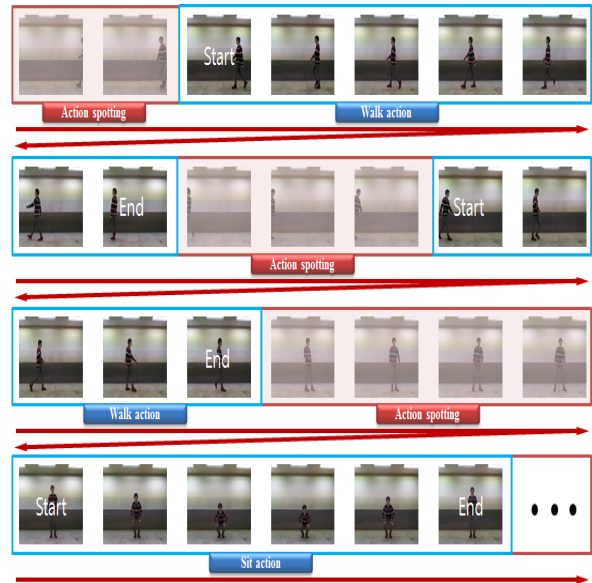 Start
Action spotting
Walk action
End
Start
Action spotting
End
Walk action
Action spotting
Start
End
• • •
Sit action